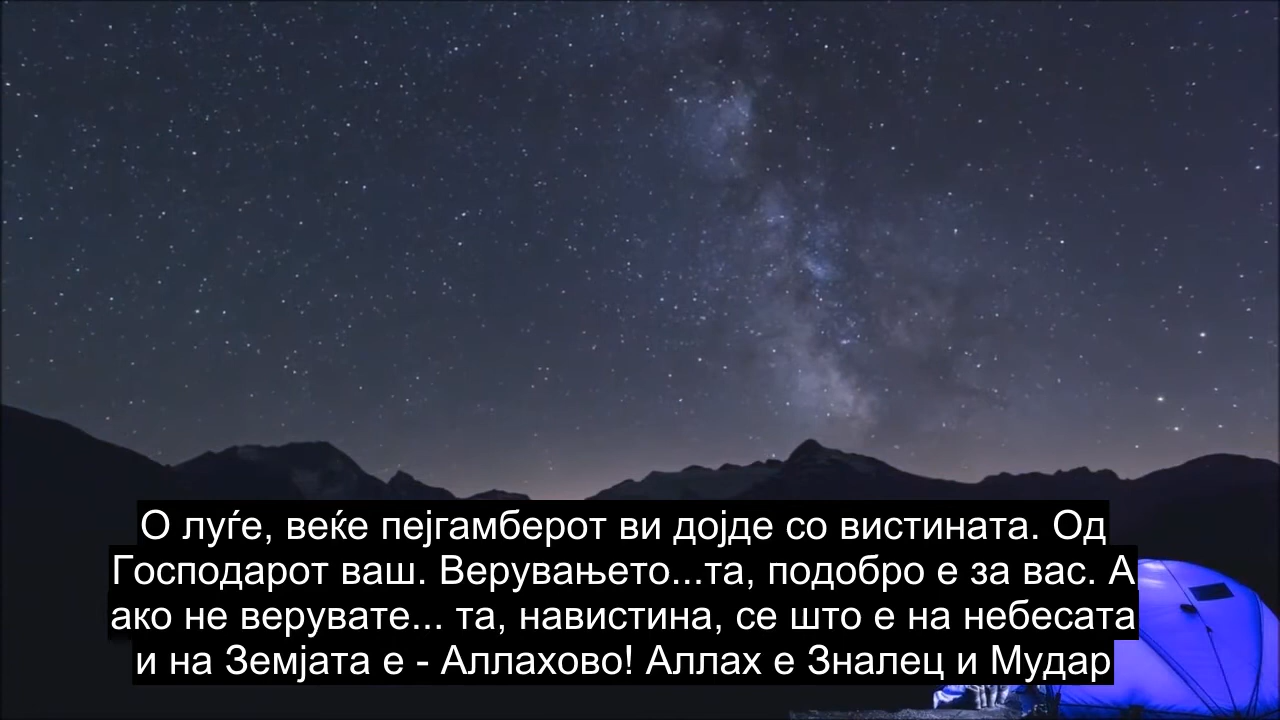 О луѓе, веќе пејгамберот ви дојде со вистината. Од
Господарот ваш. Верувањето...та, подобро е за вас. А
ако не верувате... та, навистина, се што е на небесата
и на Земјата е - Аллахово! Аллах е Зналец и Мудар